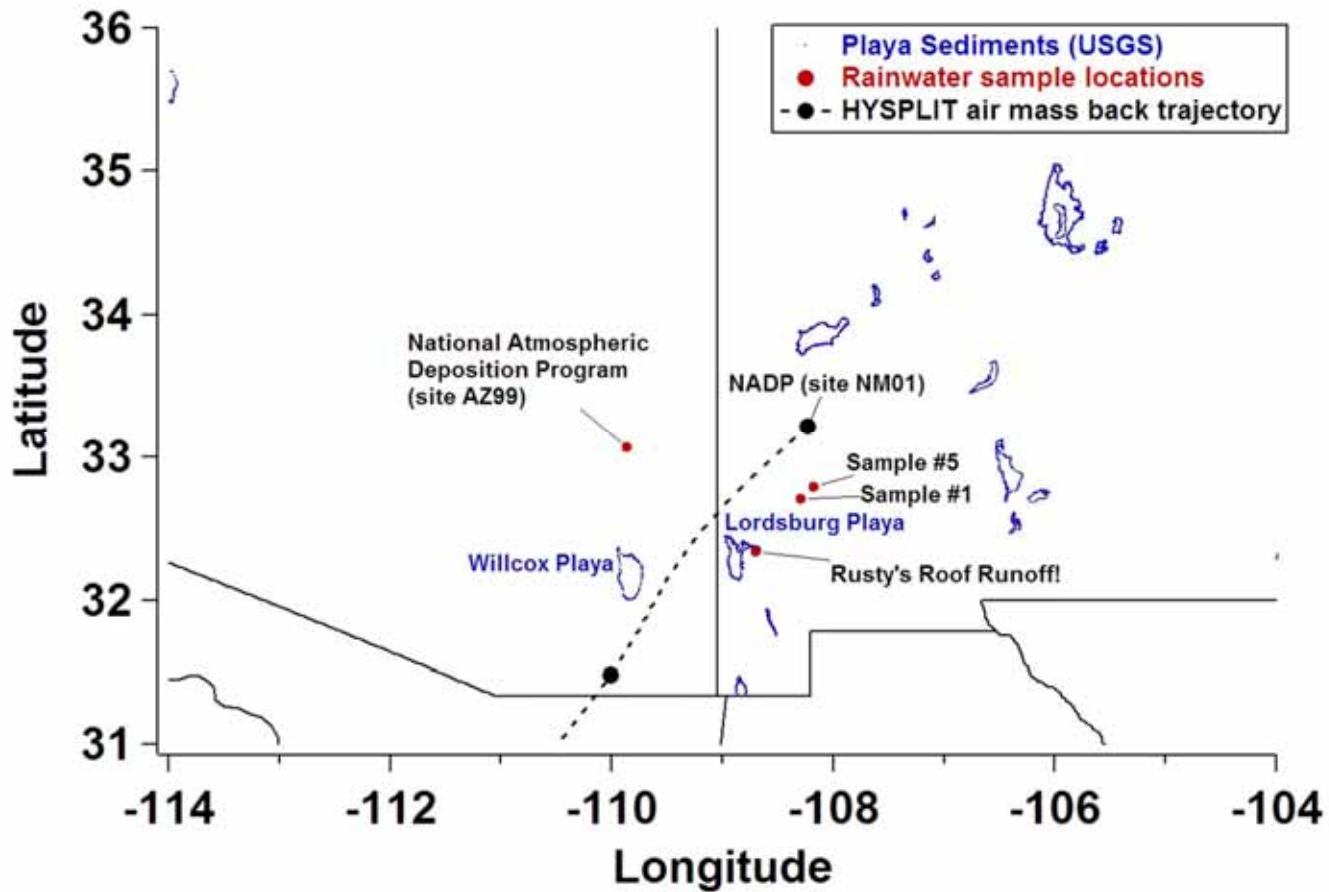 36
35
34
33
32
31
Latitude
Playa Sediments (USGS)
Rainwater sample locations
HYSPLIT air mass back trajectory
National Atmospheric
Deposition Program
(site AZ99)
NADP (site NM01)
Sample #5
Sample #1
Lordsburg Playa
Willcox Playa
Rusty's Roof Runoff!
-114
-112
-110
-108
-106
-104
Longitude